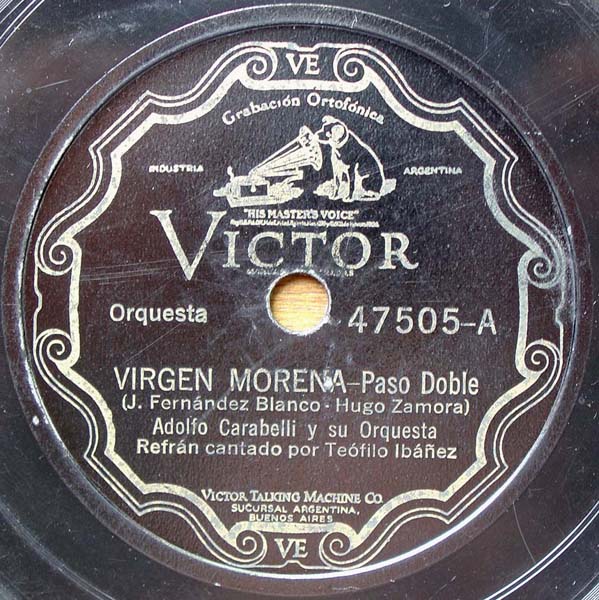 VE
Grabación Ortofónica
INDUSTRIA ARGENTINA
"HIS MASTER'S VOICE"
VICTOR
Orquesta 47505-A
VIRGEN MORENA-Paso Doble
(J. Fernández Blanco - Hugo Zamora)
Adolfo Carabelli y su Orquesta
Refrán cantado por Teófilo Ibáñez
VICTOR TALKING MACHINE CO.
SUCURSAL ARGENTINA,
BUENOS AIRES
VE